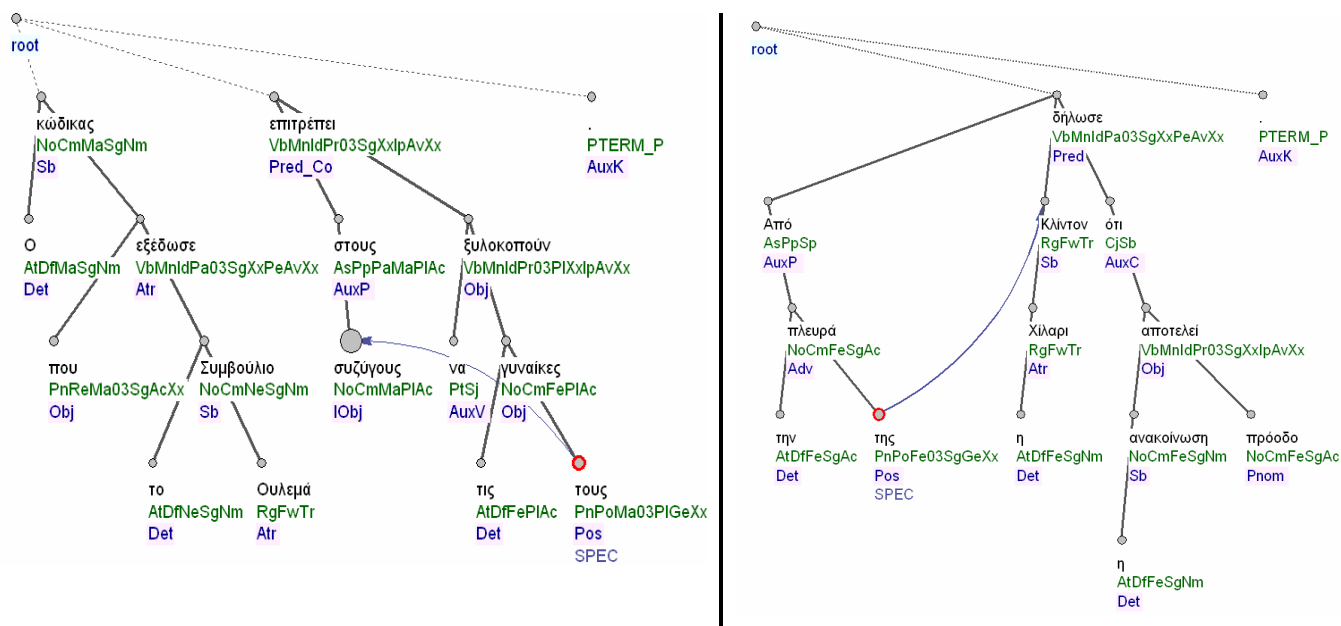 root
κώδικας
NoCmMaSgNm
Sb
επιτρέπει
VbMnIdPr03SgXxIpAvXx
Pred_Co
.
PTERM_P
AuxK
Ο
AtDfMaSgNm
Det
εξέδωσε
VbMnIdPa03SgXxPeAvXx
Atr
στους
AsPpPaMaPlAc
AuxP
ξυλοκοπούν
VbMnIdPr03PlXxIpAvXx
Obj
που
PnReMa03SgAcXx
Obj
Συμβούλιο
NoCmNeSgNm
Sb
συζύγους
NoCmMaPlAc
IObj
να
PtSj
AuxV
γυναίκες
NoCmFePlAc
Obj
το
AtDfNeSgNm
Det
Ουλεμά
RgFwTr
Atr
τις
AtDfFePlAc
Det
τους
PnPoMa03PlGeXx
Pos
SPEC
root
δήλωσε
VbMnIdPa03SgXxPeAvXx
Pred
.
PTERM_P
AuxK
Από
AsPpSp
AuxP
Κλίντον
RgFwTr
Sb
ότι
CjSb
AuxC
πλευρά
NoCmFeSgAc
Adv
Χίλαρι
RgFwTr
Atr
αποτελεί
VbMnIdPr03SgXxIpAvXx
Obj
την
AtDfFeSgAc
Det
της
PnPoFe03SgGeXx
Pos
SPEC
η
AtDfFeSgNm
Det
ανακοίνωση
NoCmFeSgNm
Sb
πρόοδο
NoCmFeSgAc
Pnom
η
AtDfFeSgNm
Det